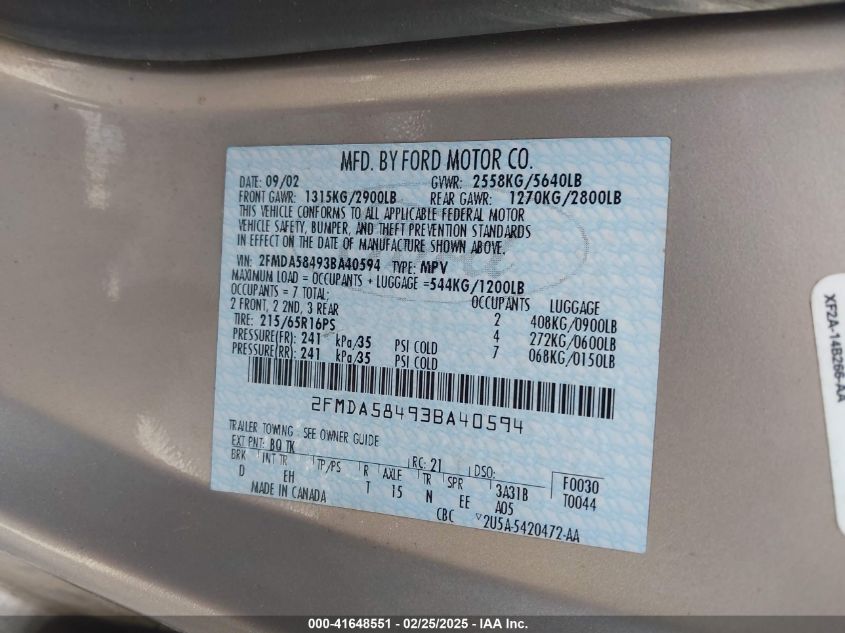 MFD. BY FORD MOTOR CO.
DATE: 09/02 GVWR: 2558KG/5640LB
FRONT GAWR: 1315KG/2900LB REAR GAWR: 1270KG/2800LB
THIS VEHICLE CONFORMS TO ALL APPLICABLE FEDERAL MOTOR
VEHICLE SAFETY, BUMPER, AND THEFT PREVENTION STANDARDS
IN EFFECT ON THE DATE OF MANUFACTURE SHOWN ABOVE.
VIN: 2FMDA58493BA40594 TYPE: MPV
MAXIMUM LOAD = OCCUPANTS + LUGGAGE =544KG/1200LB
OCCUPANTS = 7 TOTAL: OCCUPANTS LUGGAGE
2 FRONT, 2 2ND, 3 REAR 2 408KG/0900LB
TIRE: 215/65R16PS 4 272KG/0600LB
PRESSURE(FR): 241 kPa/35 PSI COLD 7 068KG/0150LB
PRESSURE(RR): 241 kPa/35 PSI COLD
2FMDA58493BA40594
TRAILER TOWING : SEE OWNER GUIDE
EXT PNT: BQ TK RC: 21 DSO:
BRK INT TR TP/PS R AXLE TR SPR F0030
D EH T 15 N EE 3A31B T0044
A05
MADE IN CANADA CBC 2U5A-5420472-AA
XF2A-14B266-AA
000-41648551 — 02/25/2025 — IAA Inc.